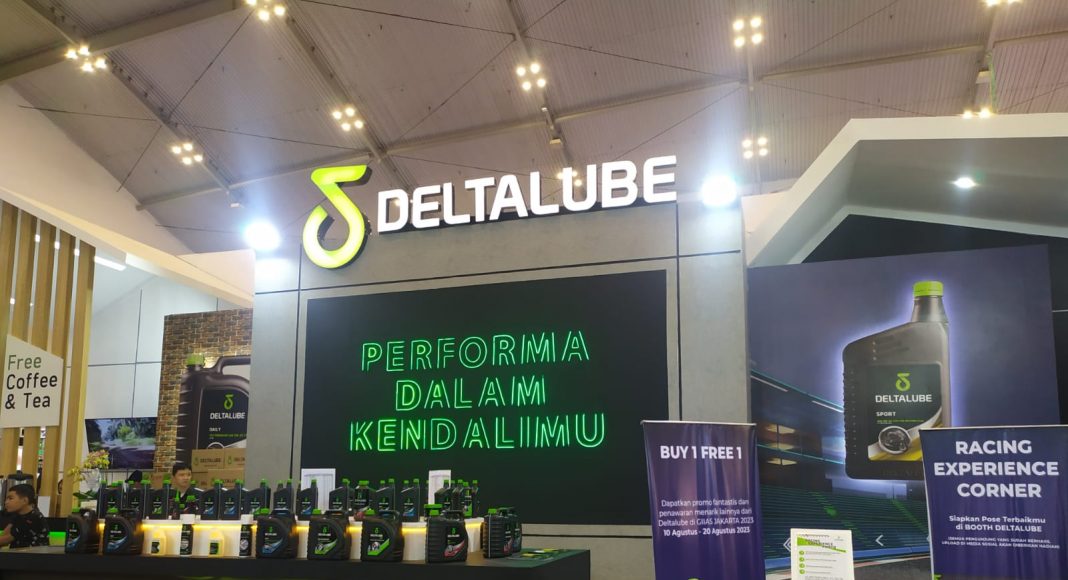 DELTALUBE
PERFORMA
DALAM
KENDALIMU
Free
Coffee
& Tea
DELTALUBE
DAILY
DELTALUBE
SPORT
BUY 1 FREE 1
Dapatkan promo fantastis dan
penawaran menarik lainnya dari
Deltalube di GIIAS JAKARTA 2023
10 Agustus - 20 Agustus 2023
RACING
EXPERIENCE
CORNER
Siapkan Pose Terbaikmu
di BOOTH DELTALUBE